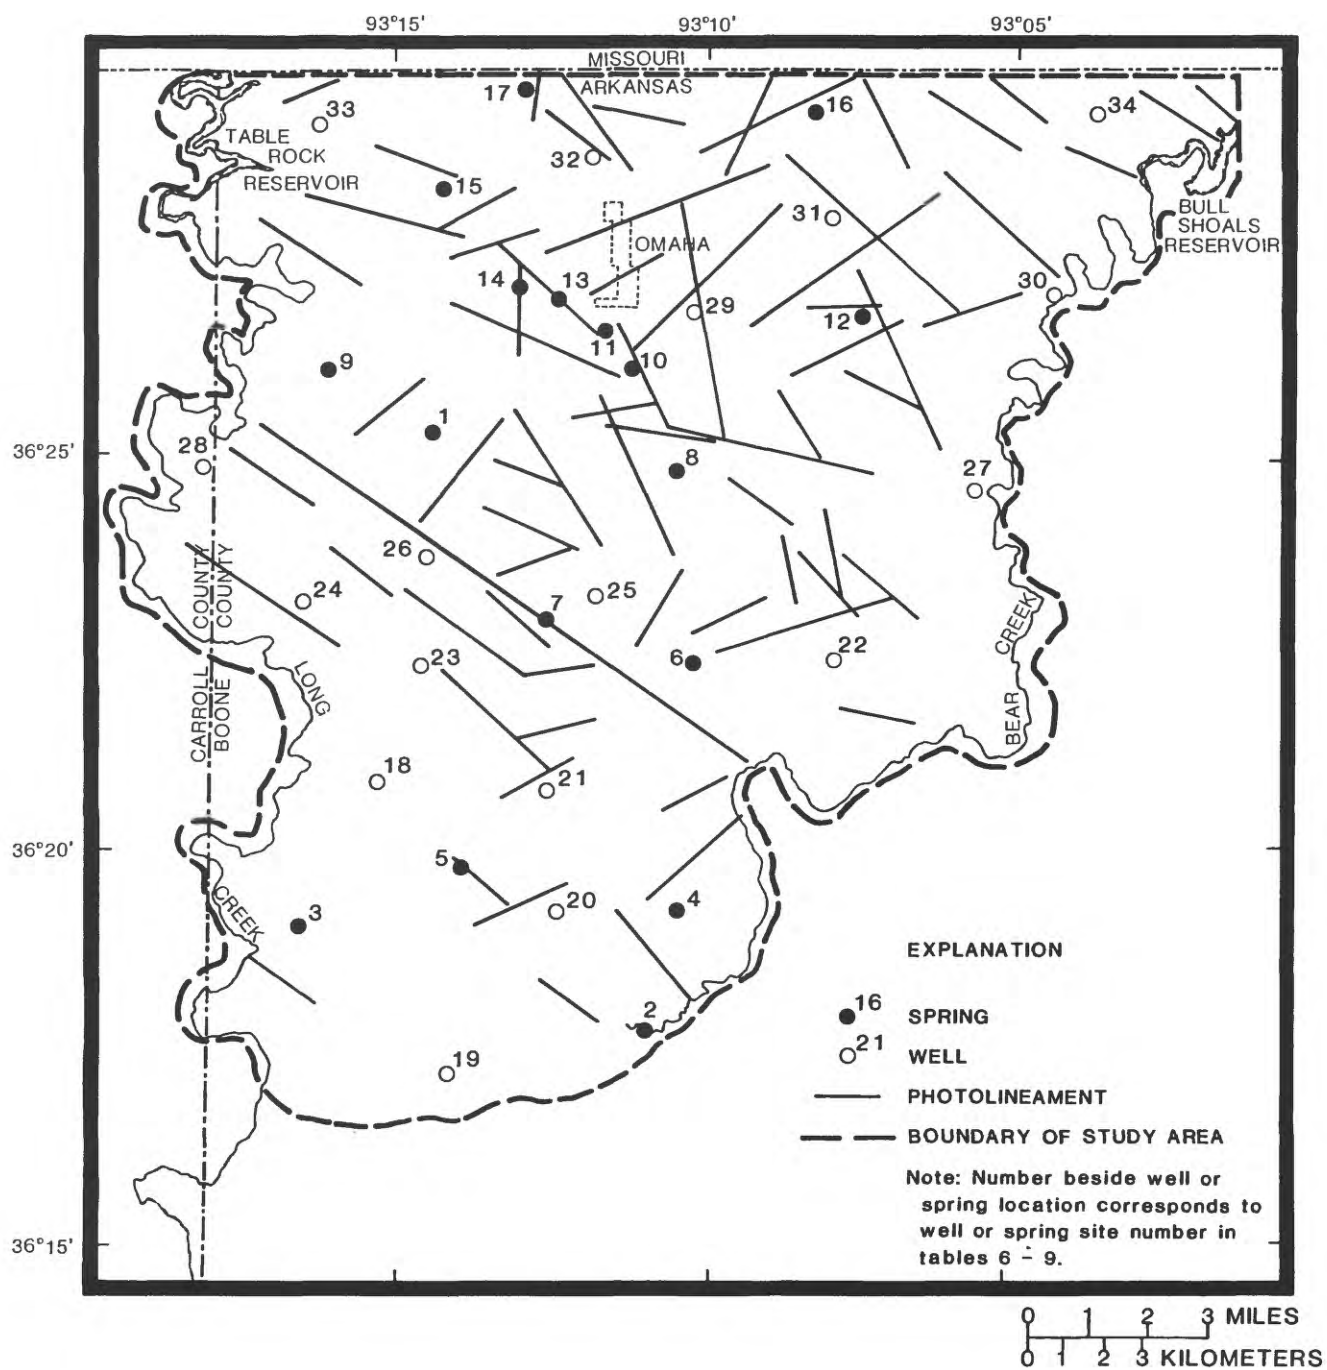 93°15' 93°10' 93°05'
MISSOURI
ARKANSAS
17
16
34
33
TABLE
ROCK
RESERVOIR
32
15
31
BULL
SHOALS
RESERVOIR
OMAHA
14
13
30
29
12
11
10
9
1
36°25'
28
8
27
26
24
25
7
COUNTY
COUNTY
CARROLL
BOONE
LONG
23
6
22
CREEK
BEAR
18
21
36°20'
5
20
4
3
CREEK
2
19
EXPLANATION
16 SPRING
21 WELL
PHOTOLINEAMENT
BOUNDARY OF STUDY AREA
Note: Number beside well or
spring location corresponds to
well or spring site number in
tables 6 - 9.
36°15'
0 1 2 3 MILES
0 1 2 3 KILOMETERS